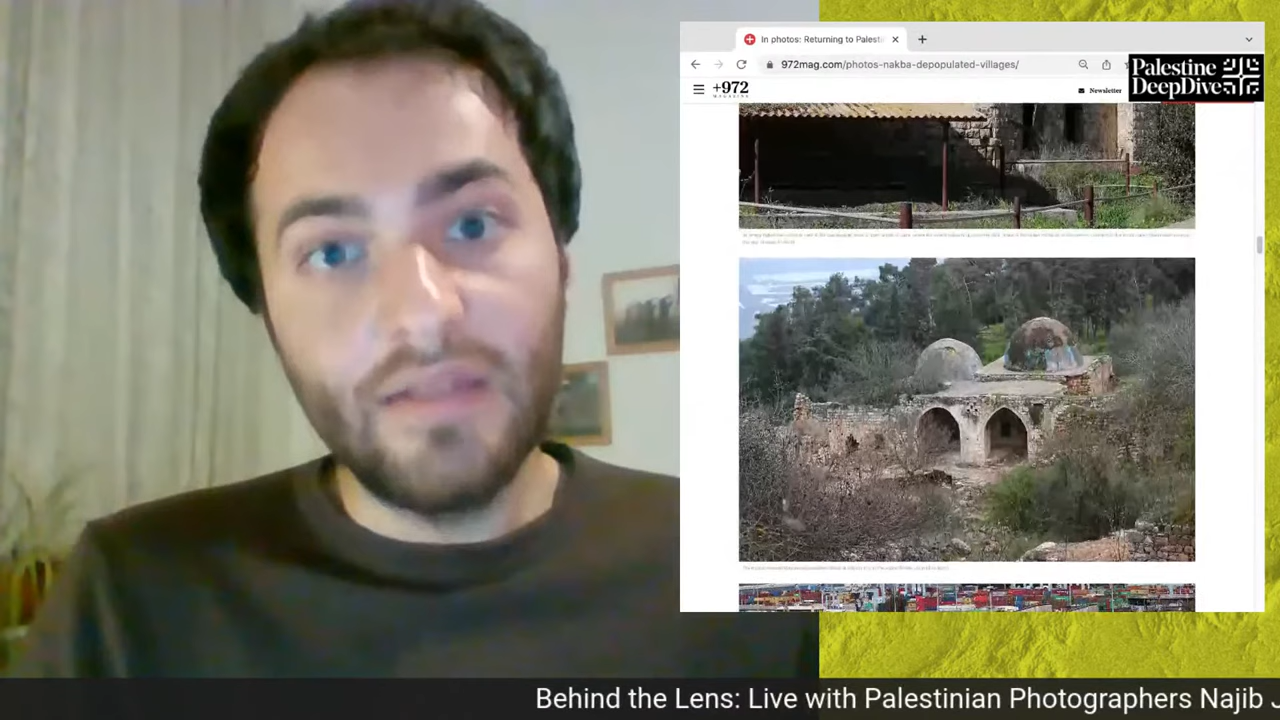 In photos: Returning to Palest
972mag.com/photos-nakba-depopulated-villages/
Palestine
DeepDive
+972
MAGAZINE
Newsletter
Behind the Lens: Live with Palestinian Photographers Najib J